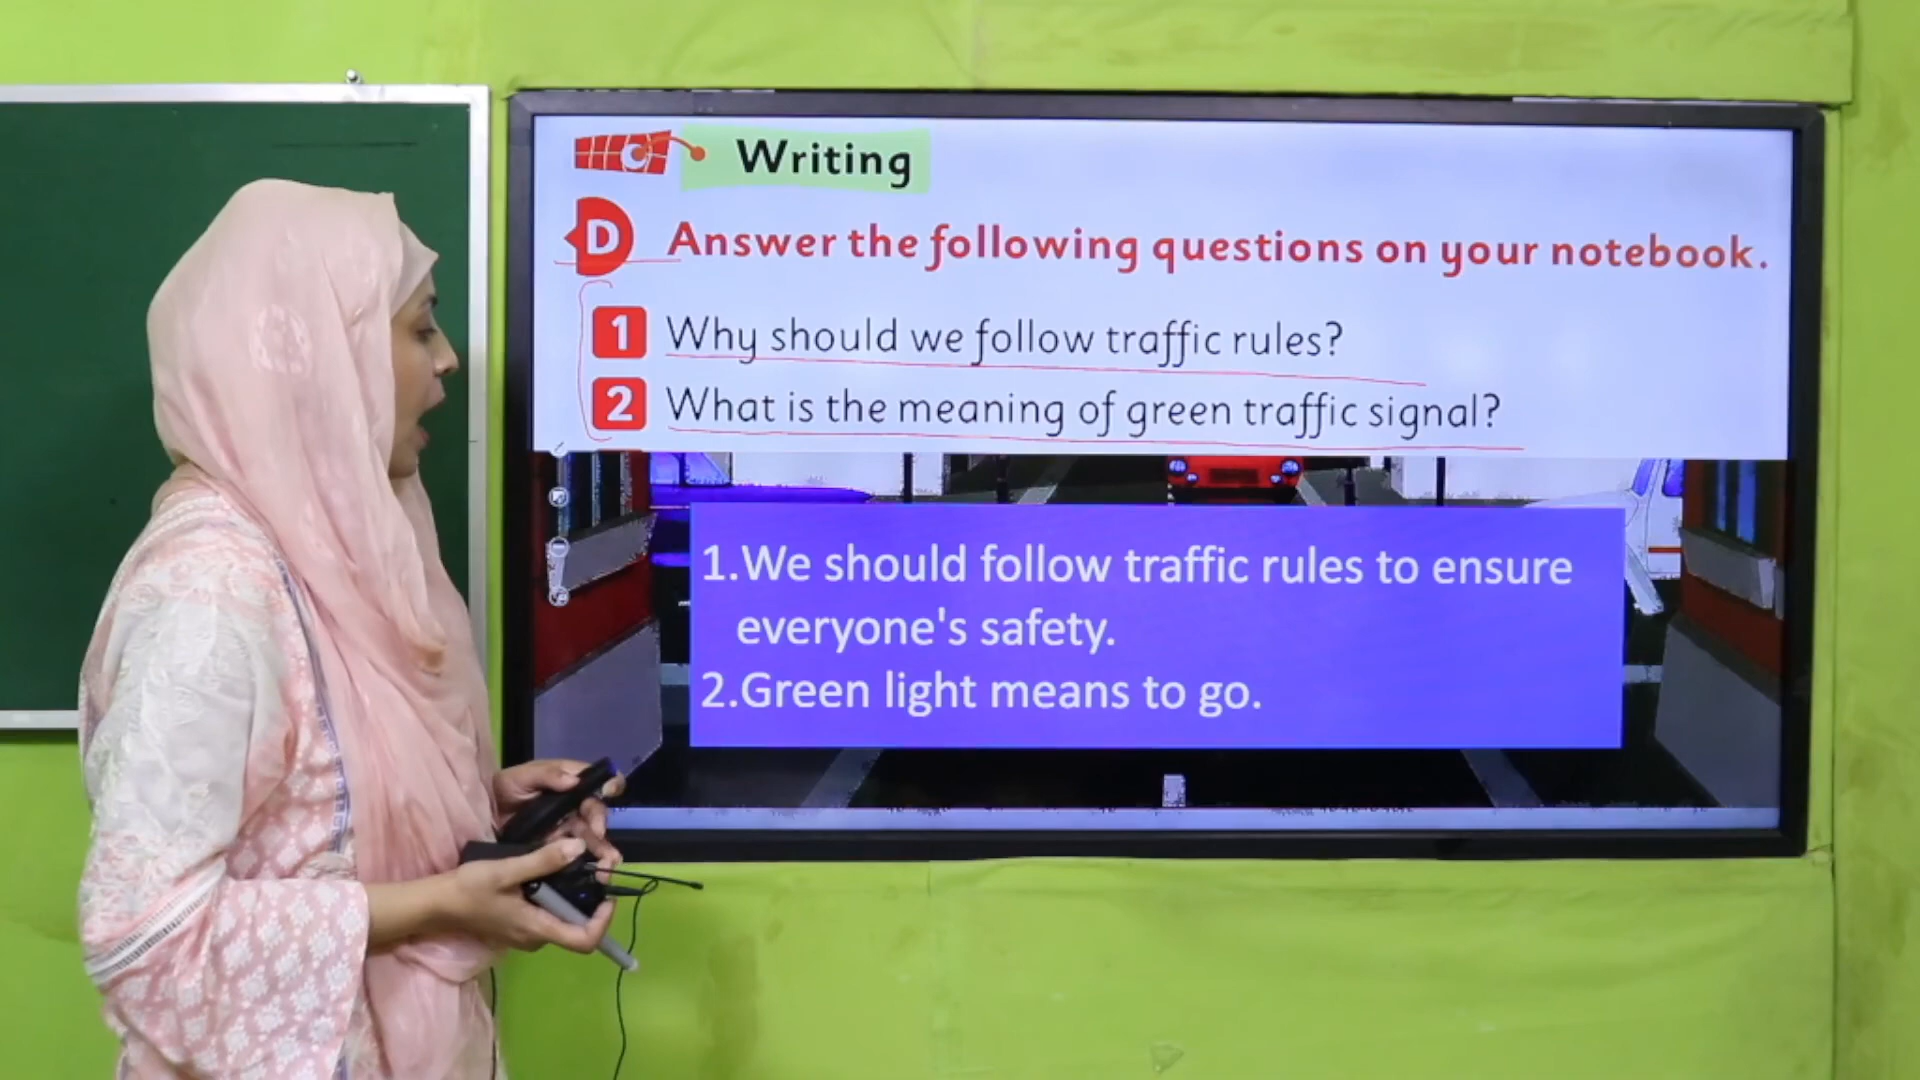 Writing
D Answer the following questions on your notebook.
1 Why should we follow traffic rules?
2 What is the meaning of green traffic signal?
1.We should follow traffic rules to ensure
everyone's safety.
2.Green light means to go.